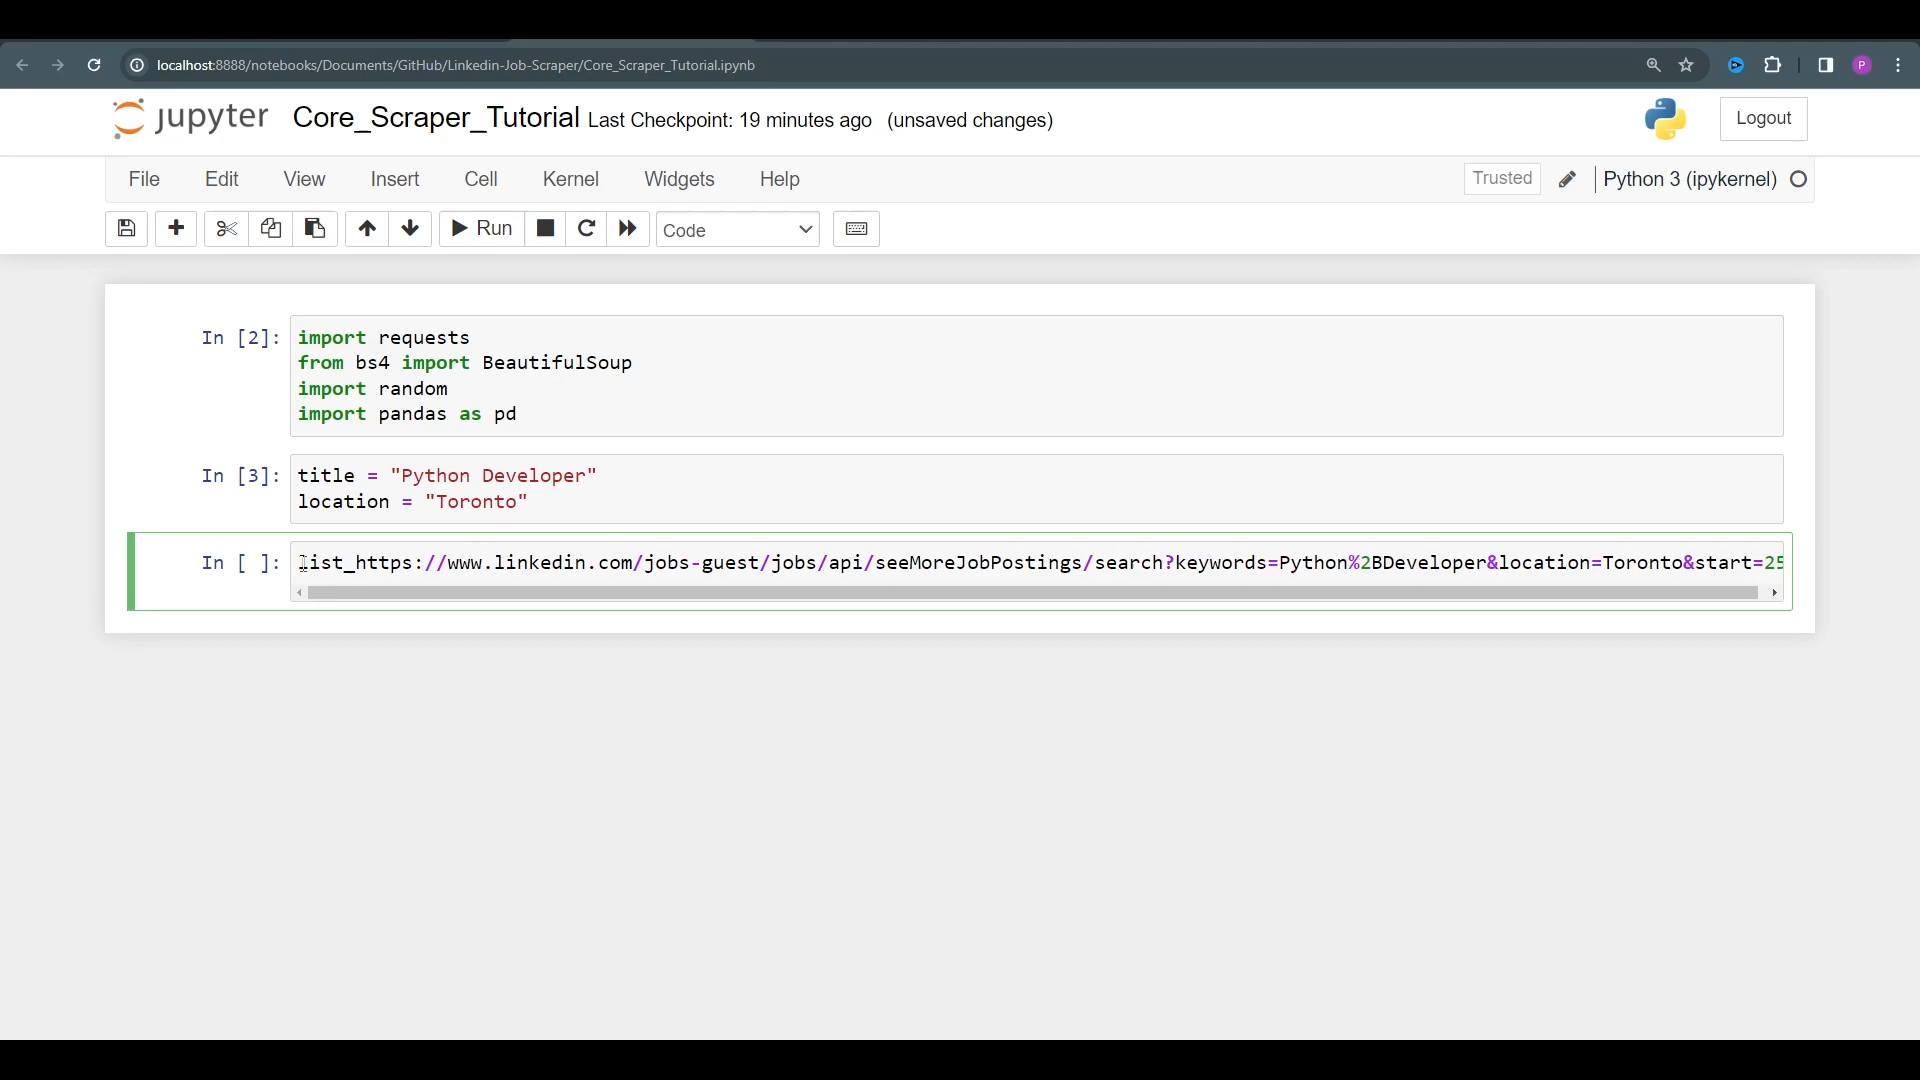 localhost:8888/notebooks/Documents/GitHub/Linkedin-Job-Scraper/Core_Scraper_Tutorial.ipynb
P
jupyter Core_Scraper_Tutorial Last Checkpoint: 19 minutes ago (unsaved changes)
Logout
File Edit View Insert Cell Kernel Widgets Help
Trusted Python 3 (ipykernel)
Run Code
In [2]: import requests
from bs4 import BeautifulSoup
import random
import pandas as pd
In [3]: title = "Python Developer"
location = "Toronto"
In [ ]: list_https://www.linkedin.com/jobs-guest/jobs/api/seeMoreJobPostings/search?keywords=Python%2BDeveloper&location=Toronto&start=25